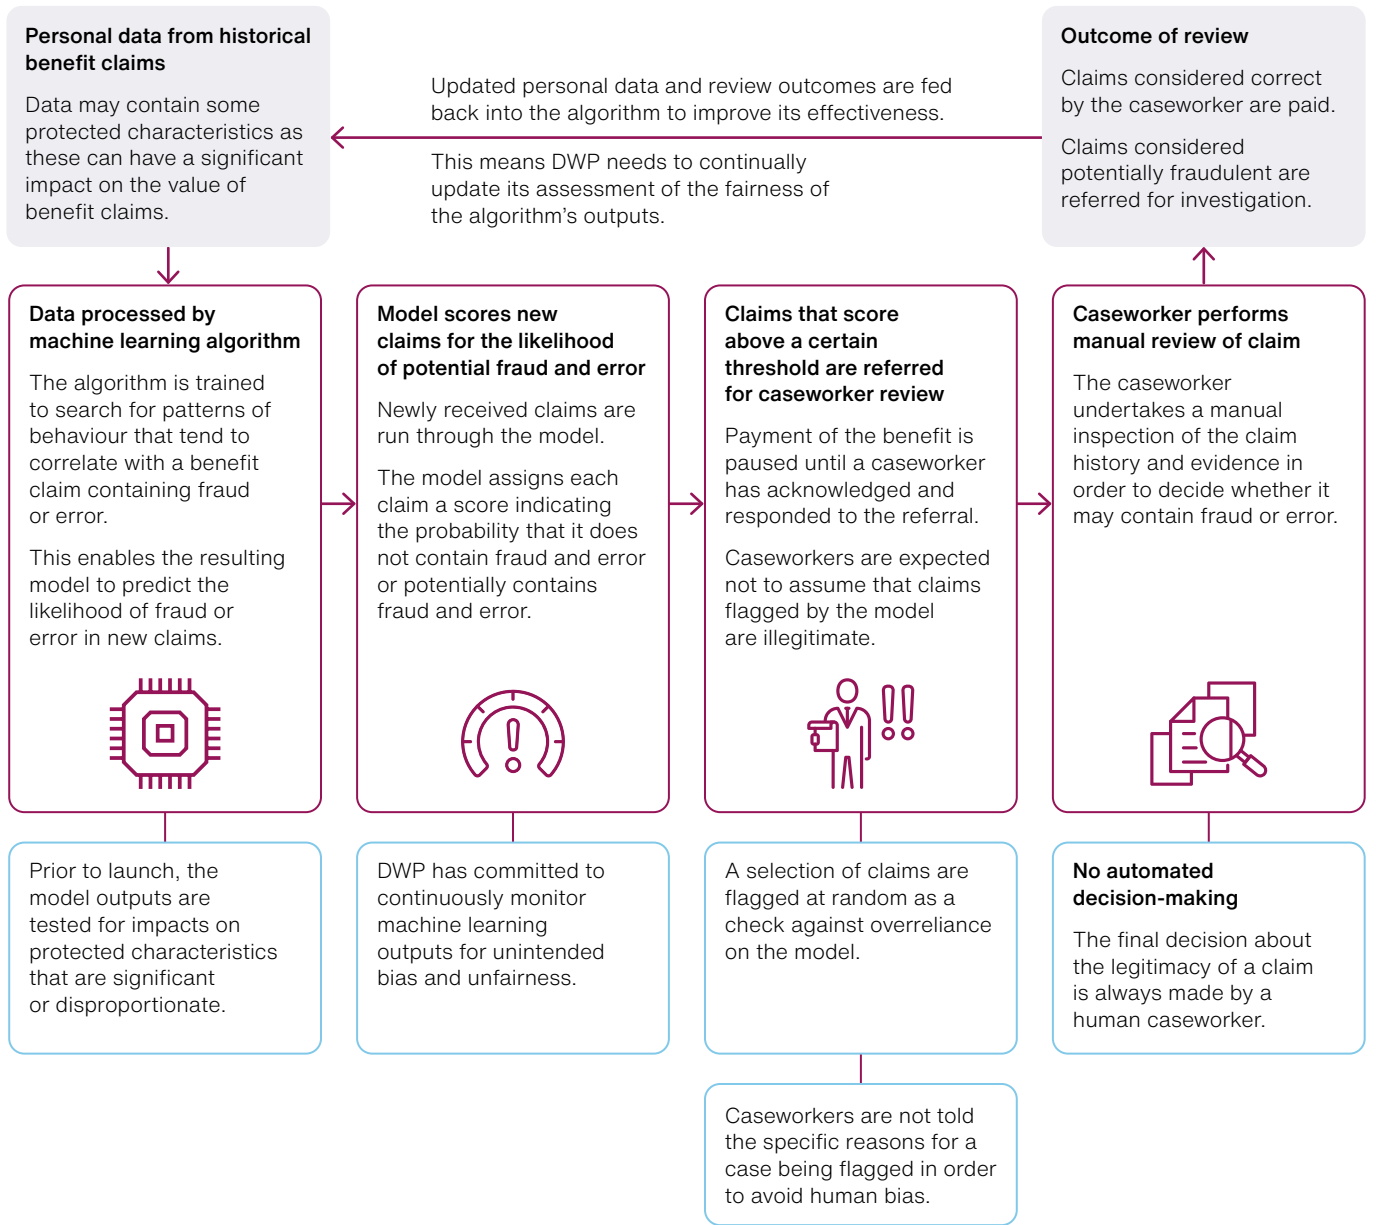 Personal data from historical
benefit claims
Data may contain some
protected characteristics as
these can have a significant
impact on the value of
benefit claims.
Updated personal data and review outcomes are fed
back into the algorithm to improve its effectiveness.
This means DWP needs to continually
update its assessment of the fairness of
the algorithm's outputs.
Outcome of review
Claims considered correct
by the caseworker are paid.
Claims considered
potentially fraudulent are
referred for investigation.
Data processed by
machine learning algorithm
The algorithm is trained
to search for patterns of
behaviour that tend to
correlate with a benefit
claim containing fraud
or error.
This enables the resulting
model to predict the
likelihood of fraud or
error in new claims.
Model scores new
claims for the likelihood
of potential fraud and error
Newly received claims are
run through the model.
The model assigns each
claim a score indicating
the probability that it does
not contain fraud and error
or potentially contains
fraud and error.
Claims that score
above a certain
threshold are referred
for caseworker review
Payment of the benefit is
paused until a caseworker
has acknowledged and
responded to the referral.
Caseworkers are expected
not to assume that claims
flagged by the model
are illegitimate.
Caseworker performs
manual review of claim
The caseworker
undertakes a manual
inspection of the claim
history and evidence in
order to decide whether it
may contain fraud or error.
Prior to launch, the
model outputs are
tested for impacts on
protected characteristics
that are significant
or disproportionate.
DWP has committed to
continuously monitor
machine learning
outputs for unintended
bias and unfairness.
A selection of claims are
flagged at random as a
check against overreliance
on the model.
No automated
decision-making
The final decision about
the legitimacy of a claim
is always made by a
human caseworker.
Caseworkers are not told
the specific reasons for a
case being flagged in order
to avoid human bias.